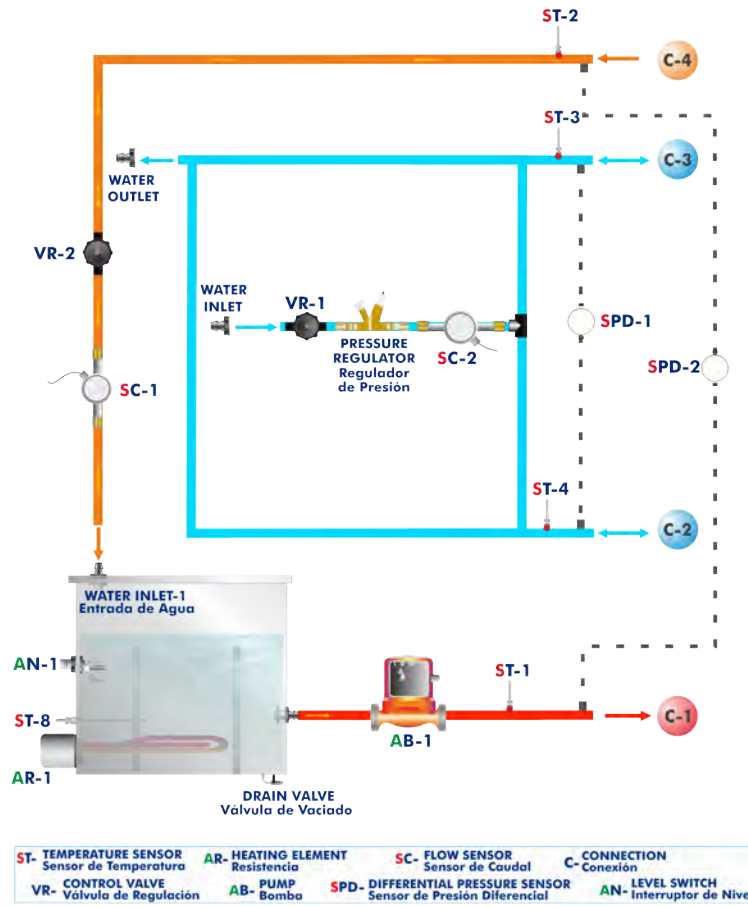 ST-2
C-4
ST-3
C-3
WATER
OUTLET
VR-2
WATER
INLET
VR-1
SPD-1
PRESSURE
REGULATOR
Regulador
de Presión
SC-2
SPD-2
SC-1
ST-4
C-2
WATER INLET-1
Entrada de Agua
AN-1
ST-1
ST-8
C-1
AB-1
AR-1
DRAIN VALVE
Válvula de Vaciado
ST- TEMPERATURE SENSOR
Sensor de Temperatura
AR- HEATING ELEMENT
Resistencia
SC- FLOW SENSOR
Sensor de Caudal
C- CONNECTION
Conexión
VR- CONTROL VALVE
Válvula de Regulación
AB- PUMP
Bomba
SPD- DIFFERENTIAL PRESSURE SENSOR
Sensor de Presión Diferencial
AN- LEVEL SWITCH
Interruptor de Nive